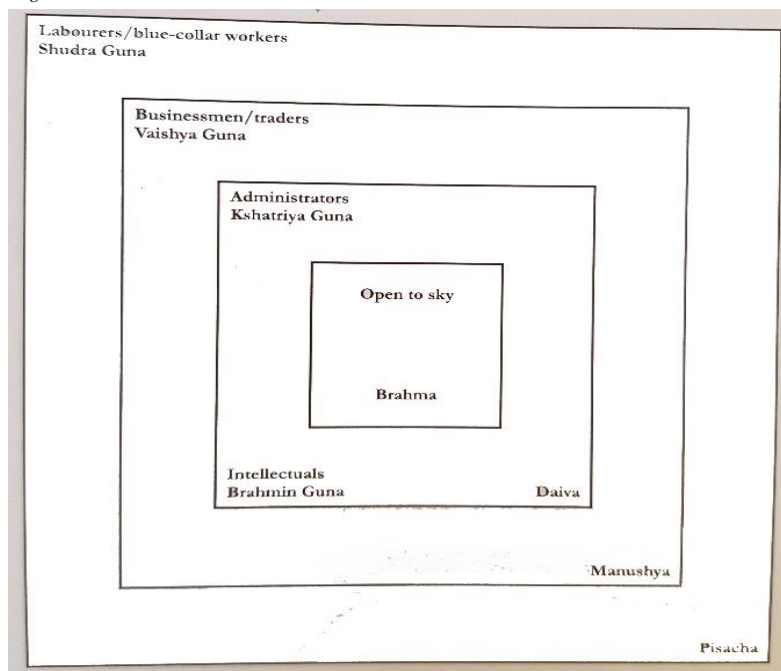 Labourers/blue-collar workers
Shudra Guna
Businessmen/traders
Vaishya Guna
Administrators
Kshatriya Guna
Open to sky
Brahma
Intellectuals
Brahmin Guna
Daiva
Manushya
Pisacha